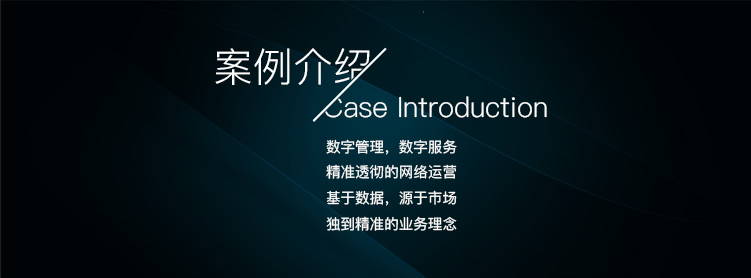 案例介绍
Case Introduction
数字管理，数字服务
精准透彻的网络运营
基于数据，源于市场
独到精准的业务理念